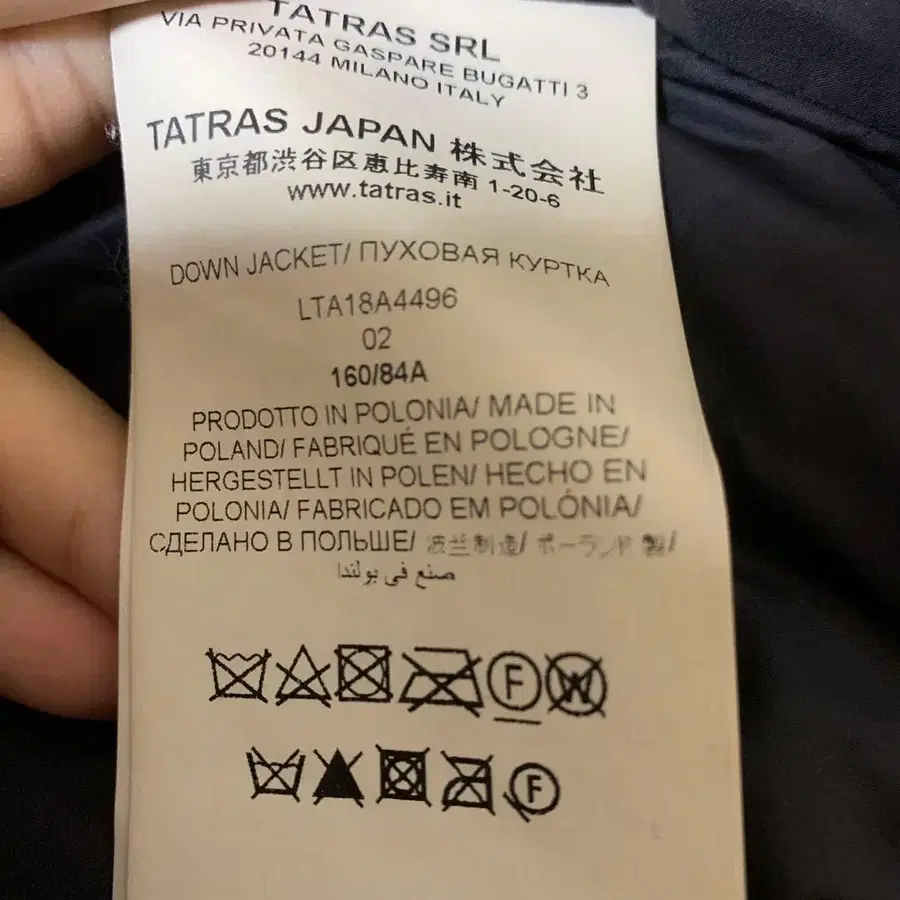 TATRAS SRL
VIA PRIVATA GASPARE BUGATTI 3
20144 MILANO ITALY
TATRAS JAPAN 株式会社
東京都渋谷区恵比寿南 1-20-6
www.tatras.it
DOWN JACKET/ ПУХОВАЯ КУРТКА
LTA18A4496
02
160/84A
PRODOTTO IN POLONIA/ MADE IN
POLAND/ FABRIQUÉ EN POLOGNE/
HERGESTELLT IN POLEN/ HECHO EN
POLONIA/ FABRICADO EM POLÓNIA/
СДЕЛАНО В ПОЛЬШЕ/ 波兰制造/ ポーランド製/
صنع في بولندا
F W
F